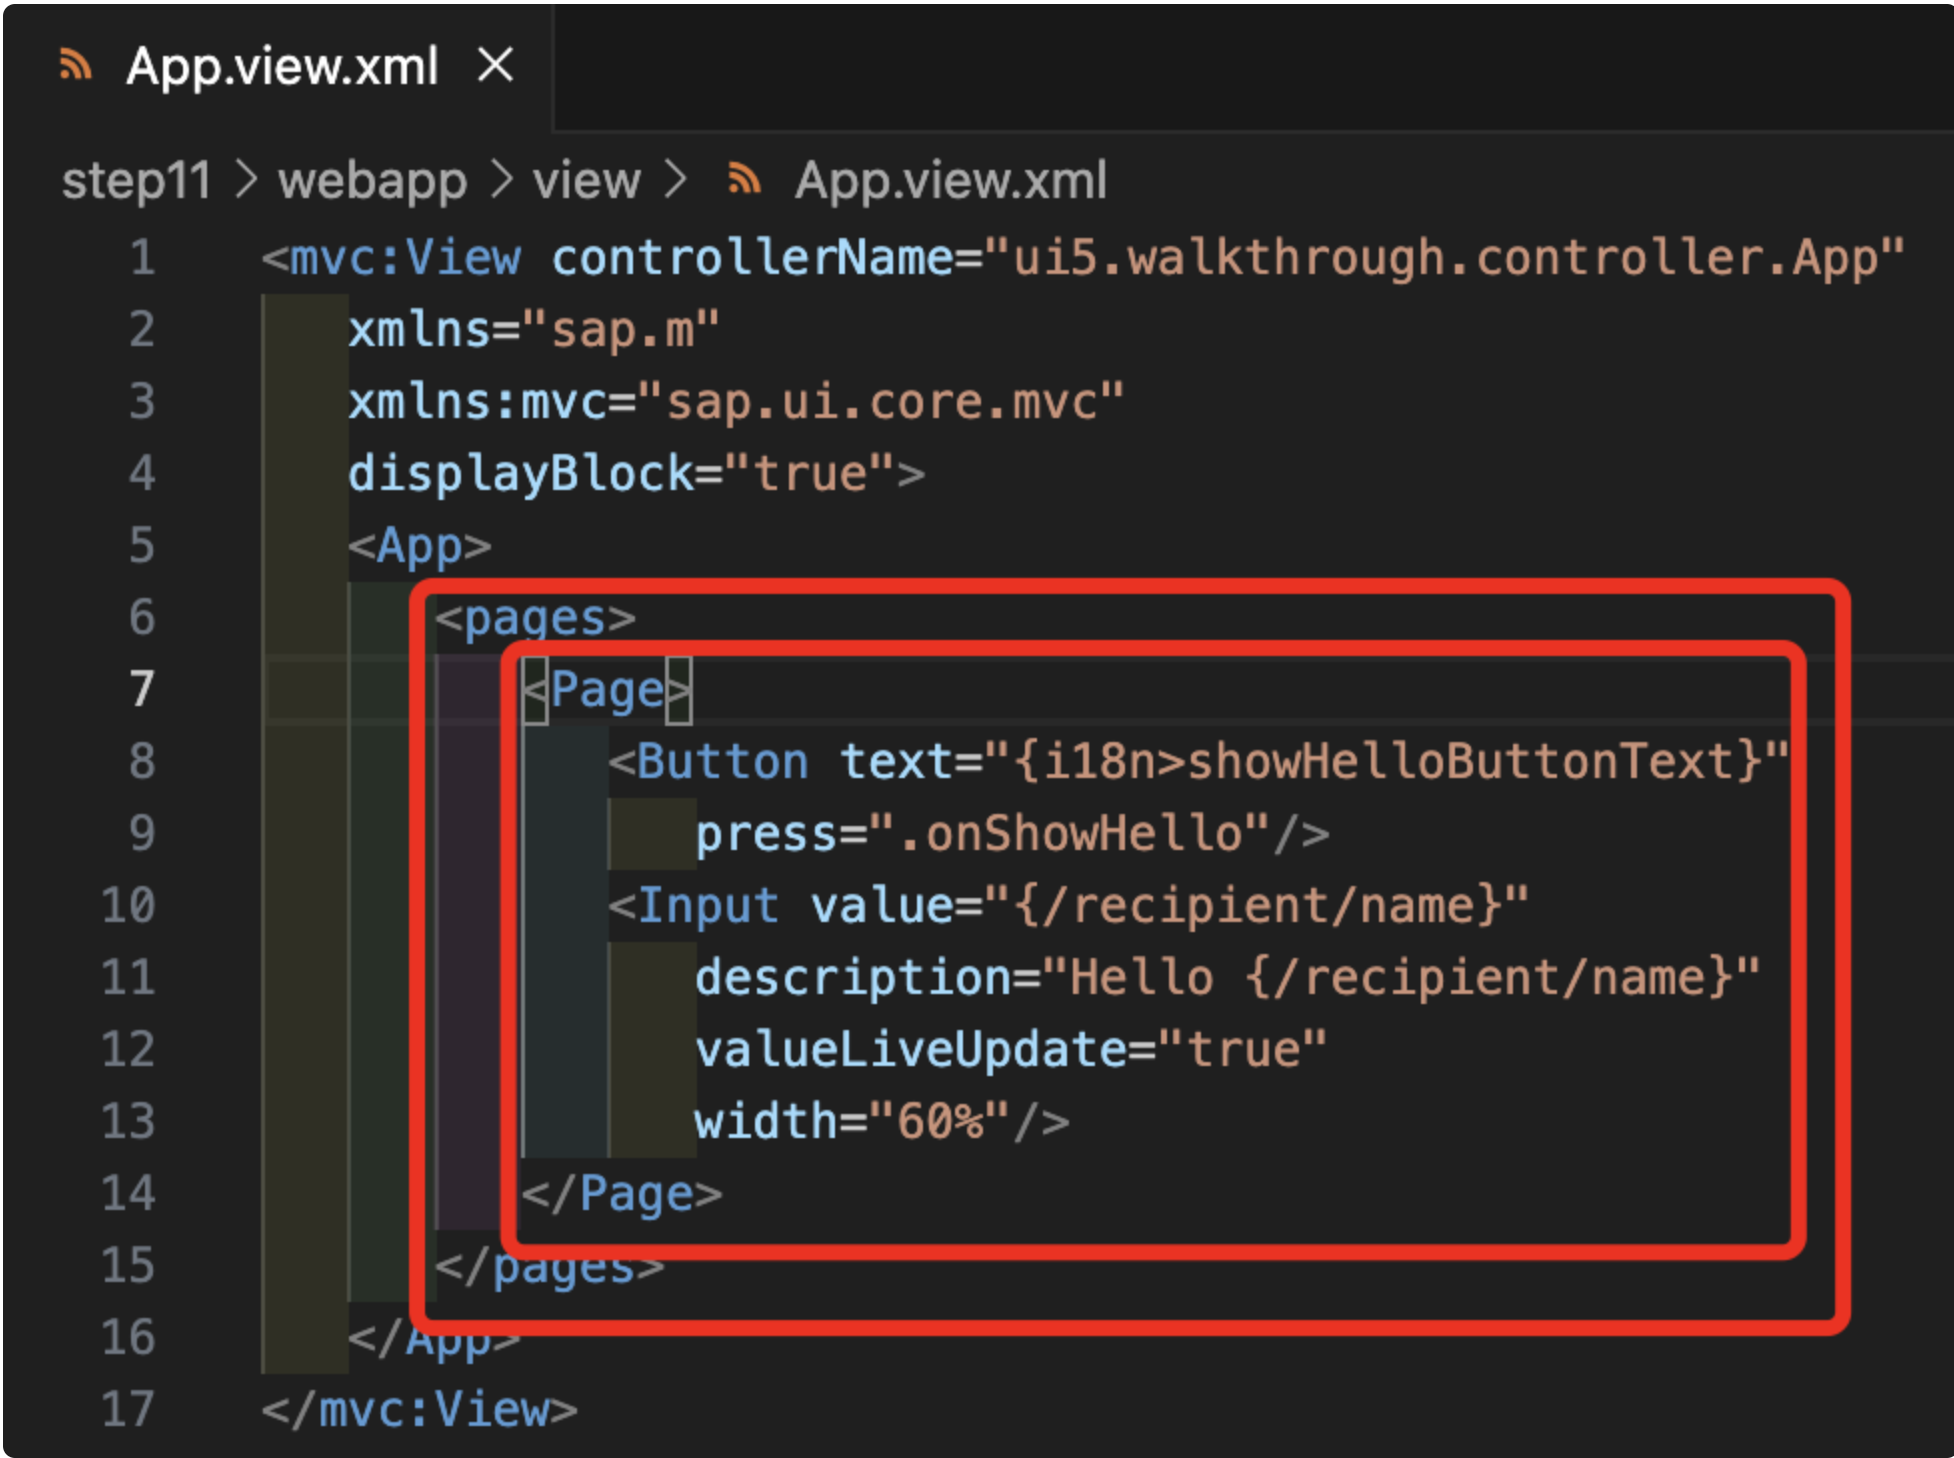 App.view.xml ×
step11 > webapp > view > App.view.xml
1 <mvc:View controllerName="ui5.walkthrough.controller.App"
2 xmlns="sap.m"
3 xmlns:mvc="sap.ui.core.mvc"
4 displayBlock="true">
5 <App>
6 <pages>
7 <Page>
8 <Button text="{i18n>showHelloButtonText}"
9 press=".onShowHello"/>
10 <Input value="{/recipient/name}"
11 description="Hello {/recipient/name}"
12 valueLiveUpdate="true"
13 width="60%"/>
14 </Page>
15 </pages>
16 </App>
17 </mvc:View>